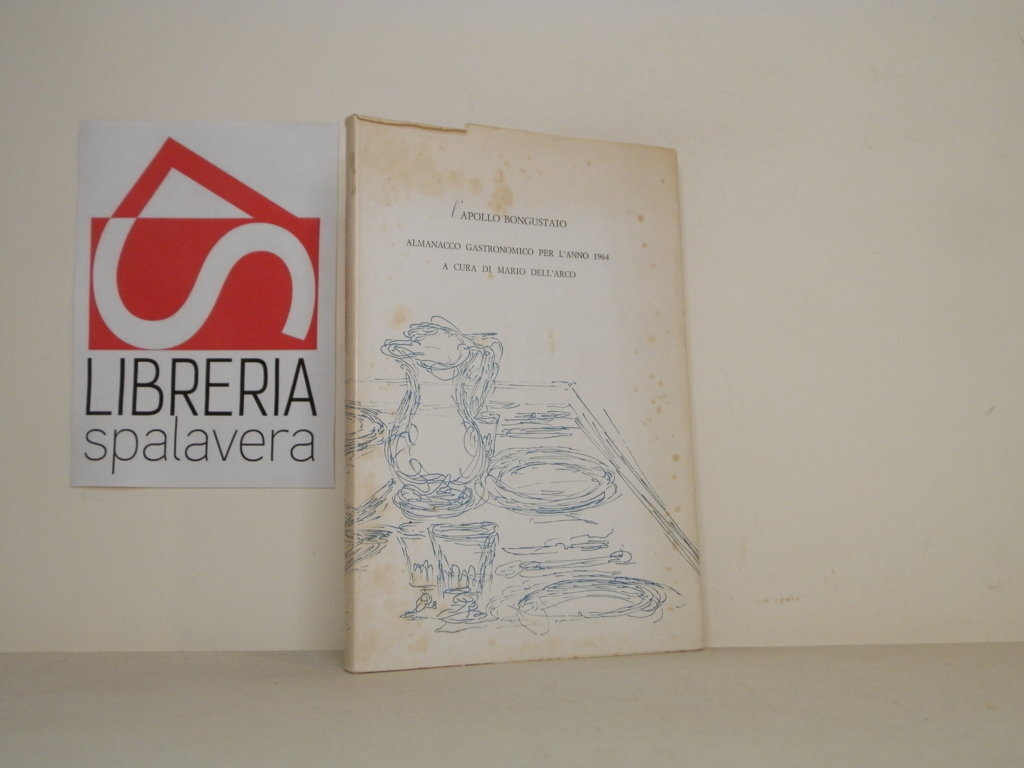 LIBRERIA
spalavera
l'APOLLO BONGUSTAIO
ALMANACCO GASTRONOMICO PER L'ANNO 1964
A CURA DI MARIO DELL'ARCO